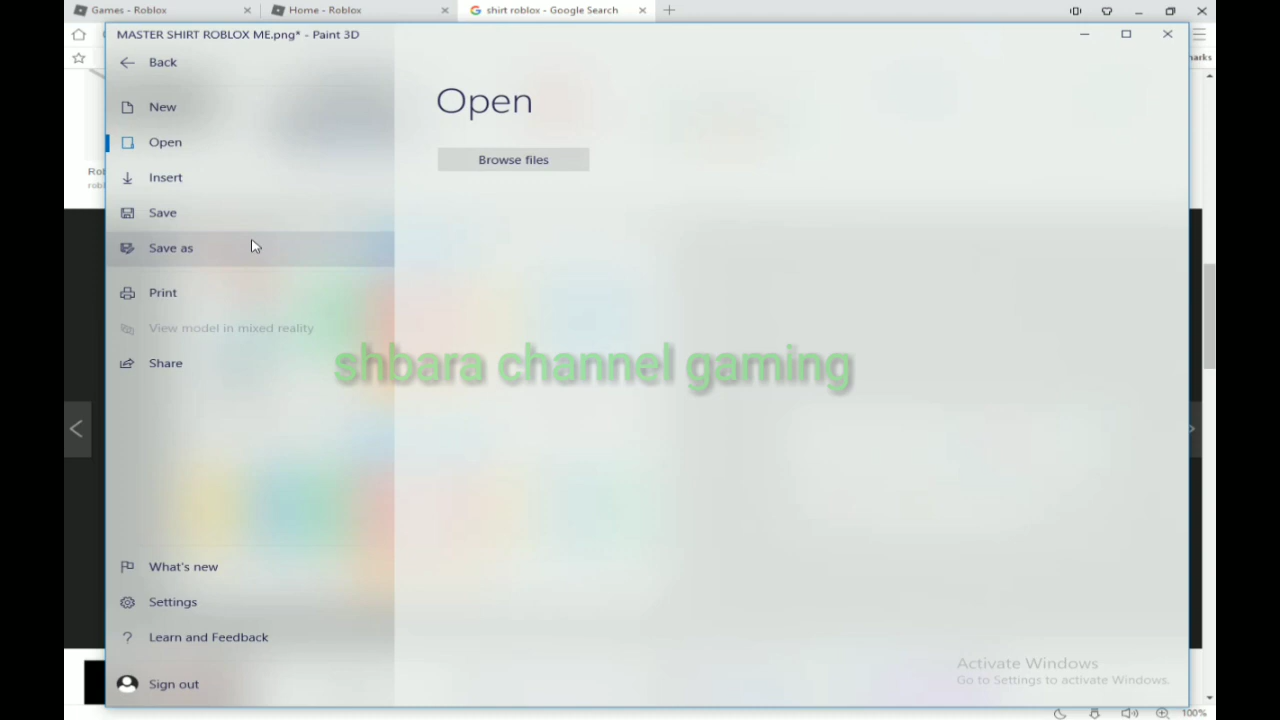 Games - Roblox
Home - Roblox
shirt roblox - Google Search
MASTER SHIRT ROBLOX ME.png* - Paint 3D
Back
arks
New
Open
Open
Browse files
Insert
Save
Save as
Print
View model in mixed reality
Share
shbara channel gaming
What's new
Settings
Learn and Feedback
Sign out
Activate Windows
Go to Settings to activate Windows.
100%